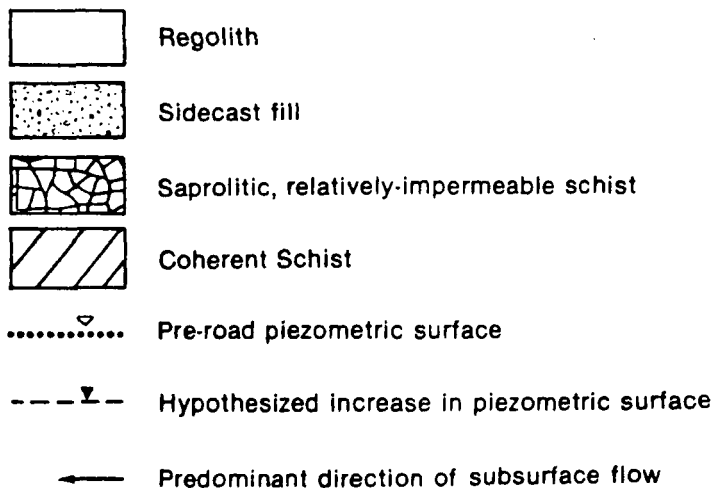 Regolith
Sidecast fill
Saprolitic, relatively-impermeable schist
Coherent Schist
Pre-road piezometric surface
Hypothesized increase in piezometric surface
Predominant direction of subsurface flow